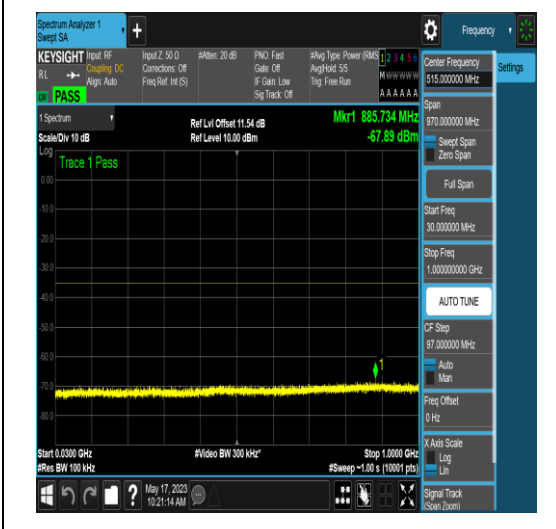 Spectrum Analyzer 1
Swept SA
Frequency
KEYSIGHT
RL
PASS
Input: RF
Coupling: DC
Align: Auto
Input Z: 50 Ω
Corrections: Off
Freq Ref: Int (S)
#Atten: 20 dB
PNO: Fast
Gate: Off
IF Gain: Low
Sig Track: Off
#Avg Type: Power (RMS
Avg|Hold: 5/5
Trig: Free Run
1 2 3 4 5 6
M W W W W W
A A A A A A
1 Spectrum
Scale/Div 10 dB
Ref Lvl Offset 11.54 dB
Ref Level 10.00 dBm
Mkr1 885.734 MHz
-67.89 dBm
Log
Trace 1 Pass
0.00
-10.0
-20.0
-30.0
-40.0
-50.0
-60.0
-70.0
-80.0
1
Start 0.0300 GHz
#Res BW 100 kHz
#Video BW 300 kHz*
Stop 1.0000 GHz
#Sweep ~1.00 s (10001 pts)
May 17, 2023
10:21:14 AM
Center Frequency
515.000000 MHz
Span
970.000000 MHz
Swept Span
Zero Span
Full Span
Start Freq
30.000000 MHz
Stop Freq
1.000000000 GHz
AUTO TUNE
CF Step
97.000000 MHz
Auto
Man
Freq Offset
0 Hz
X Axis Scale
Log
Lin
Signal Track
(Span Zoom)
Settings